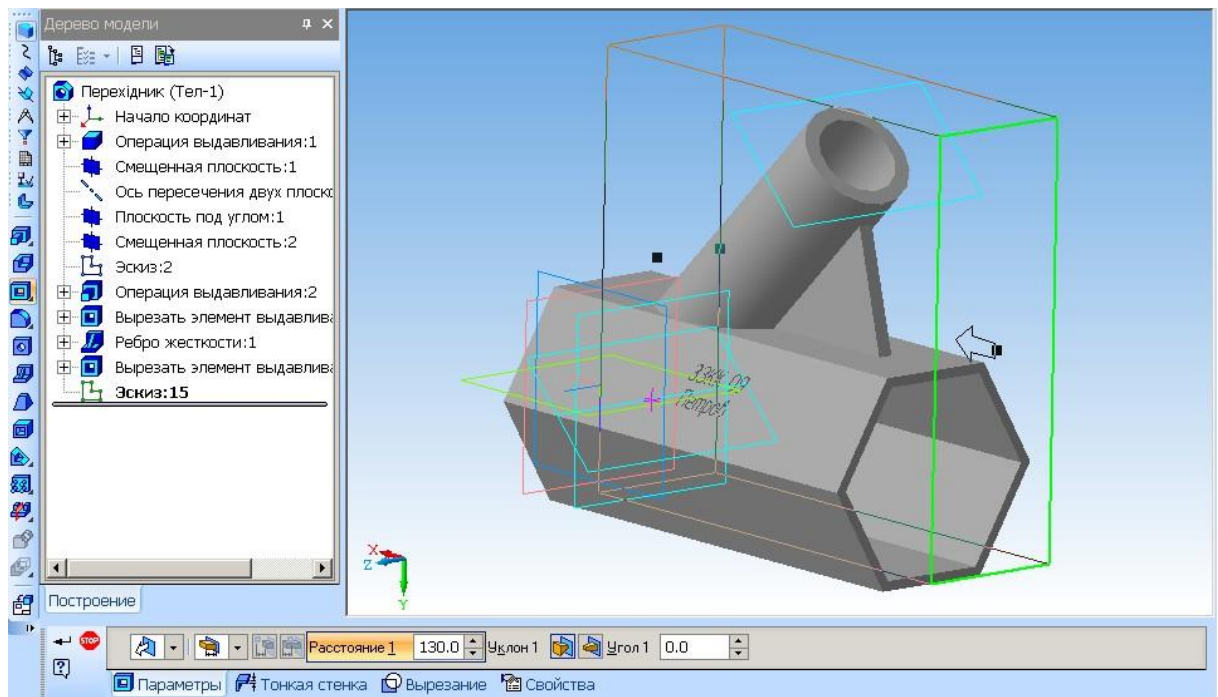 Дерево модели
Перехідник (Тел-1)
Начало координат
Операция выдавливания:1
Смещенная плоскость:1
Ось пересечения двух плоско
Плоскость под углом:1
Смещенная плоскость:2
Эскиз:2
Операция выдавливания:2
Вырезать элемент выдавлива
Ребро жесткости:1
Вырезать элемент выдавлива
Эскиз:15
Построение
Петров
X
Z
Y
STOP
Расстояние 1 130.0 Уклон 1 Угол 1 0.0
Параметры Тонкая стенка Вырезание Свойства